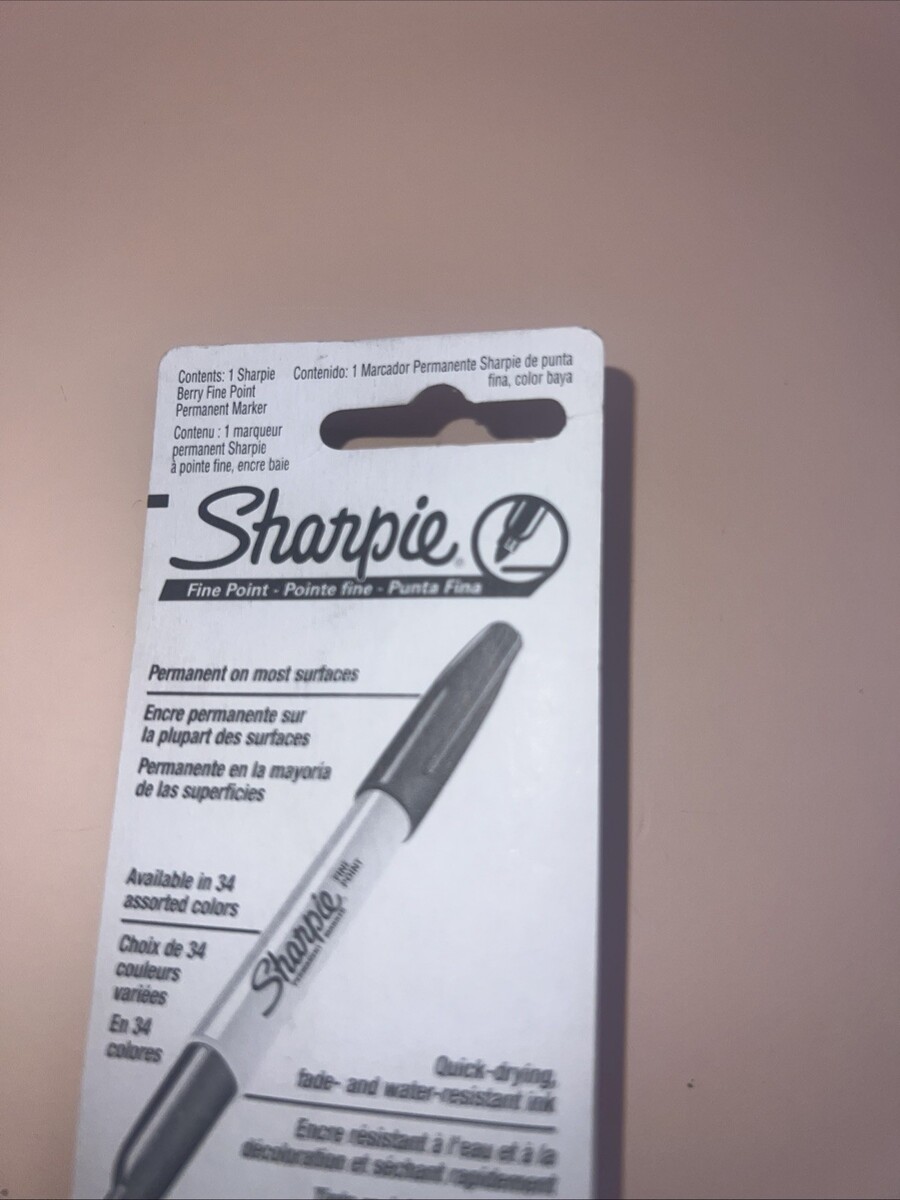 Contents: 1 Sharpie
Berry Fine Point
Permanent Marker
Contenu : 1 marqueur
permanent Sharpie
à pointe fine, encre baie
Contenido: 1 Marcador Permanente Sharpie de punta
fina, color baya
Sharpie®
Fine Point - Pointe fine - Punta Fina
Permanent on most surfaces
Encre permanente sur
la plupart des surfaces
Permanente en la mayoría
de las superficies
Available in 34
assorted colors
Choix de 34
couleurs
variées
En 34
colores
Sharpie
FINE
POINT
PERMANENT MARKER
Quick-drying,
fade- and water-resistant ink
Encre résistant à l'eau et à la
décoloration et séchant rapidement